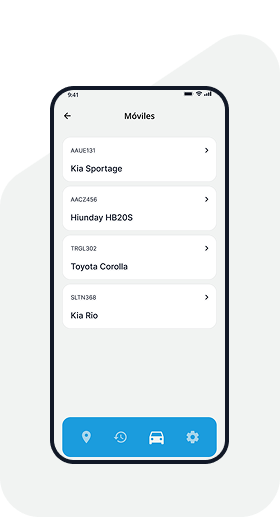 9:41
Móviles
AAUE131
Kia Sportage
AACZ456
Hiunday HB20S
TRGL302
Toyota Corolla
SLTN368
Kia Rio